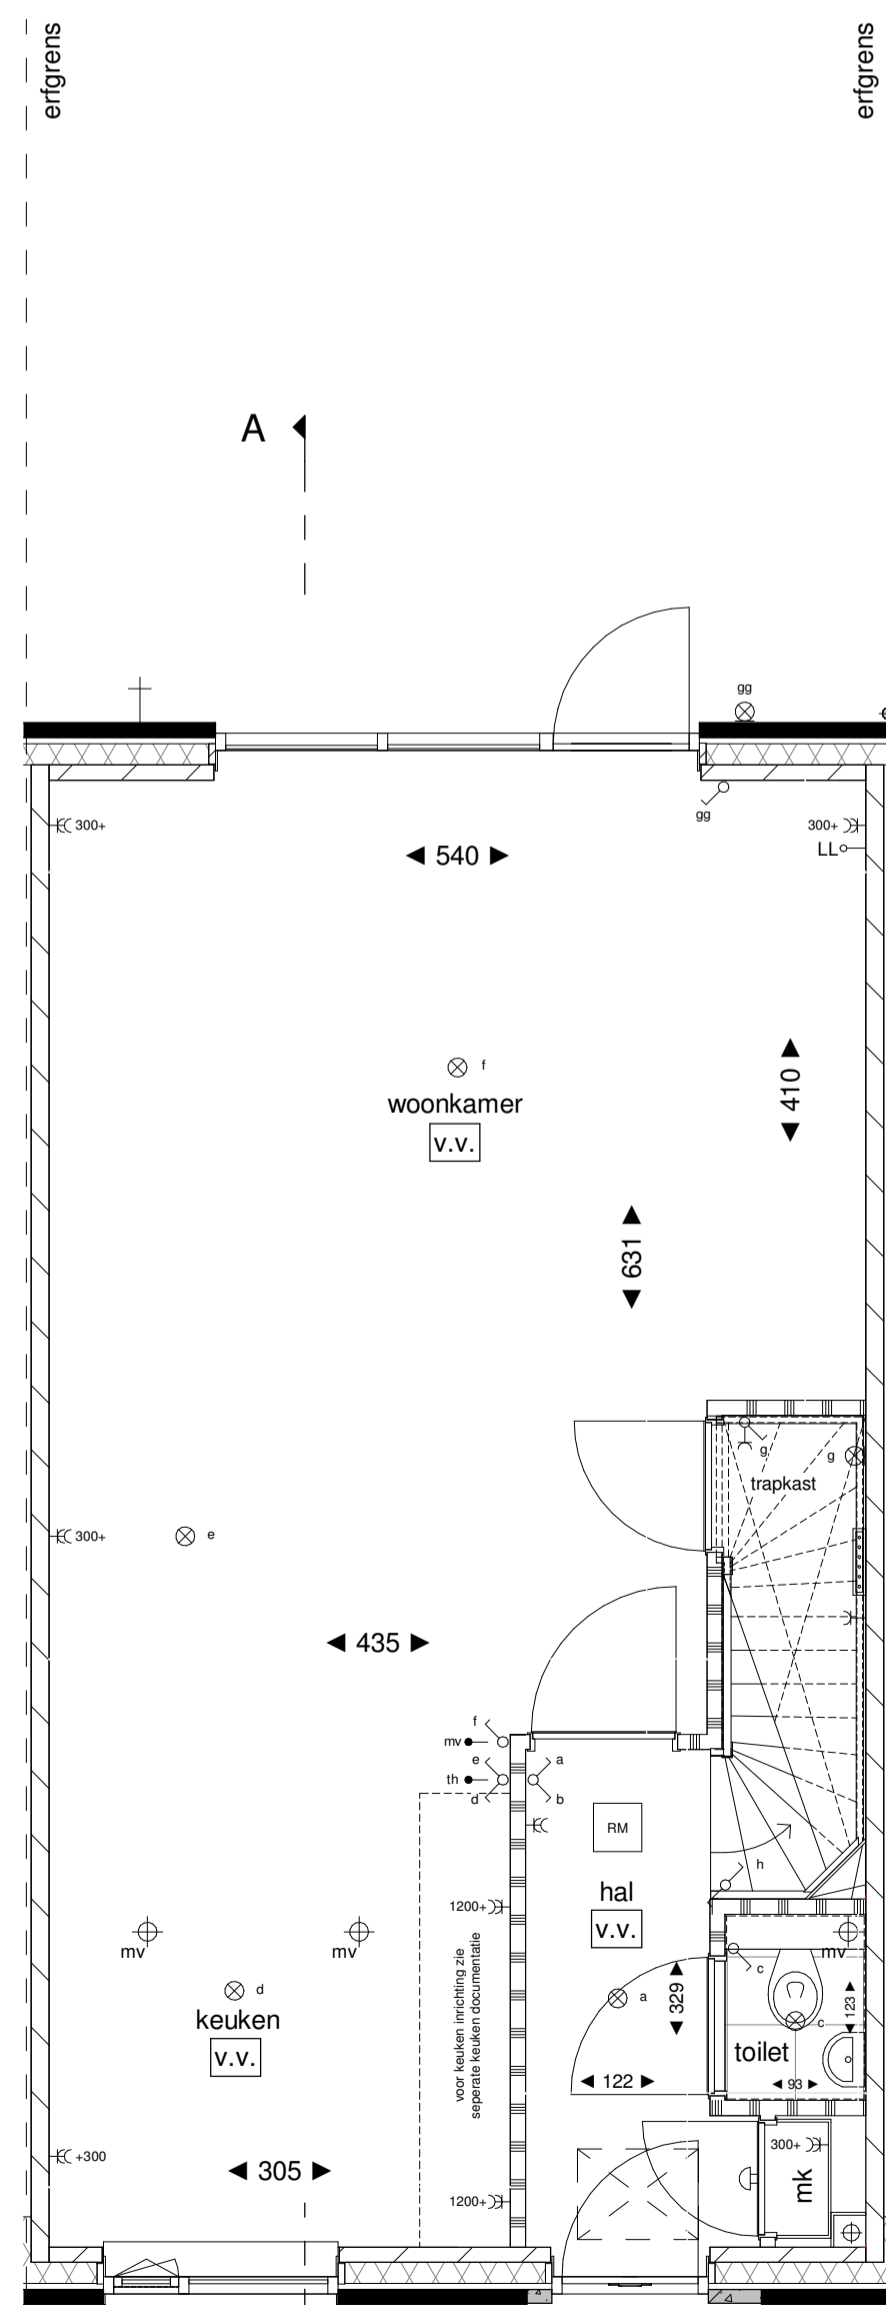 erfgrens
erfgrens
A
gg
gg
300+
300+
LL
540
f
woonkamer
v.v.
410
631
g
g
trapkast
300+
e
435
f
mv
e
a
th
d
b
RM
h
hal
v.v.
1200+
voor keuken inrichting zie
seperate keuken documentatie
mv
mv
mv
c
d
keuken
v.v.
a
329
123
c
toilet
122
93
+300
305
1200+
300+
mk